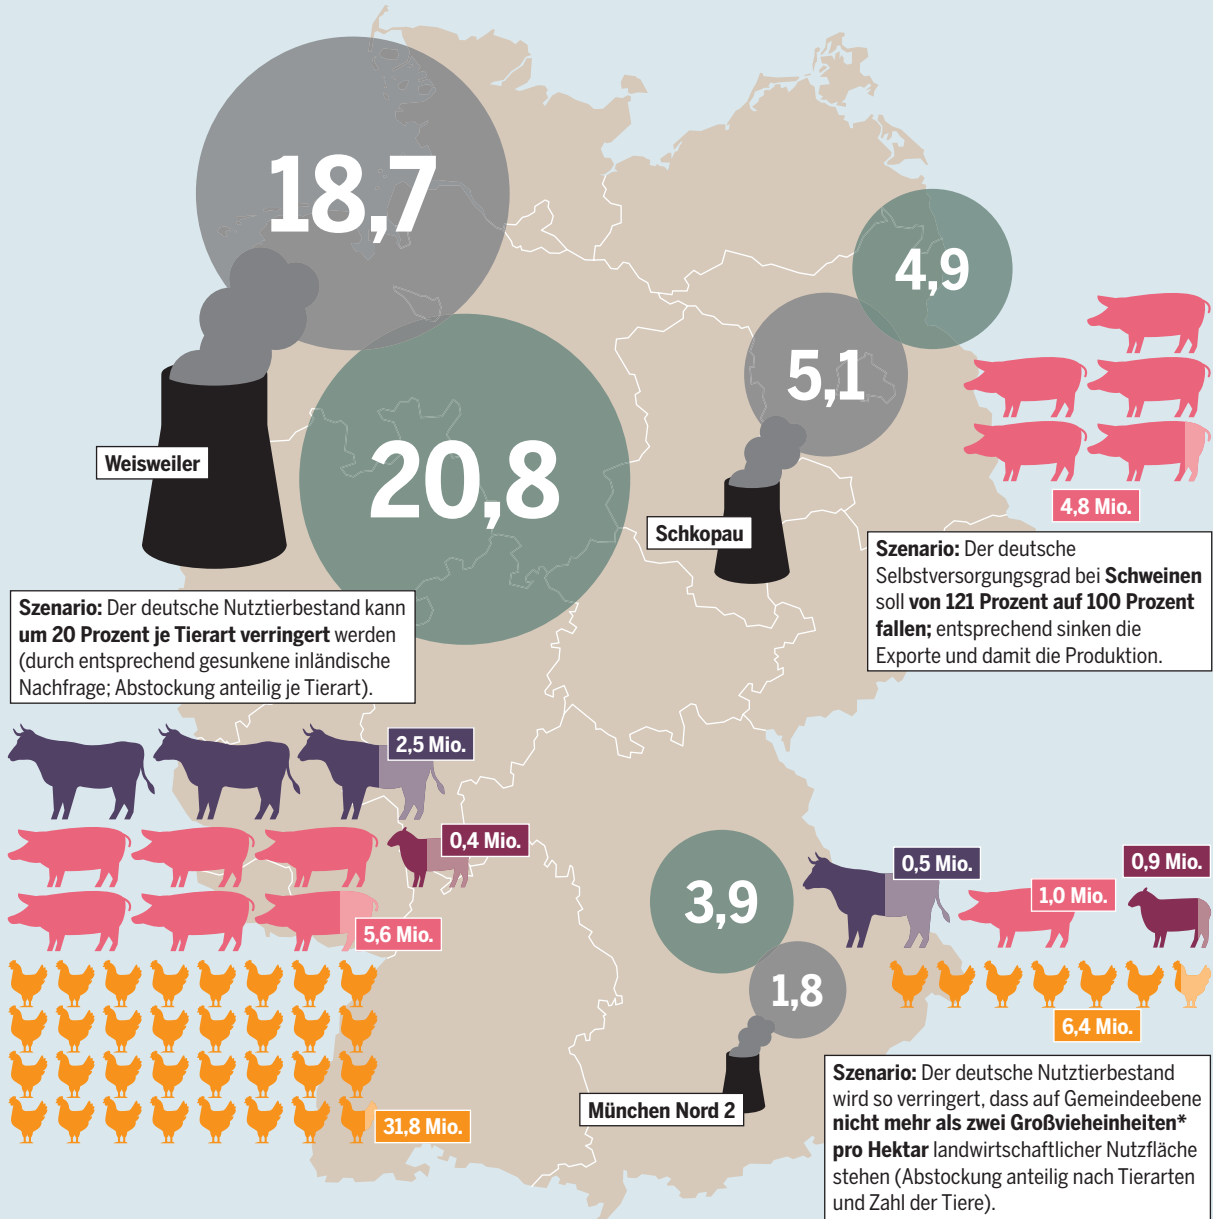 18,7
Weisweiler
20,8
Szenario: Der deutsche Nutztierbestand kann
um 20 Prozent je Tierart verringert werden
(durch entsprechend gesunkene inländische
Nachfrage; Abstockung anteilig je Tierart).
2,5 Mio.
0,4 Mio.
5,6 Mio.
31,8 Mio.
4,9
5,1
Schkopau
4,8 Mio.
Szenario: Der deutsche
Selbstversorgungsgrad bei Schweinen
soll von 121 Prozent auf 100 Prozent
fallen; entsprechend sinken die
Exporte und damit die Produktion.
3,9
1,8
München Nord 2
0,5 Mio.
1,0 Mio.
0,9 Mio.
6,4 Mio.
Szenario: Der deutsche Nutztierbestand
wird so verringert, dass auf Gemeindeebene
nicht mehr als zwei Großvieheinheiten*
pro Hektar landwirtschaftlicher Nutzfläche
stehen (Abstockung anteilig nach Tierarten
und Zahl der Tiere).